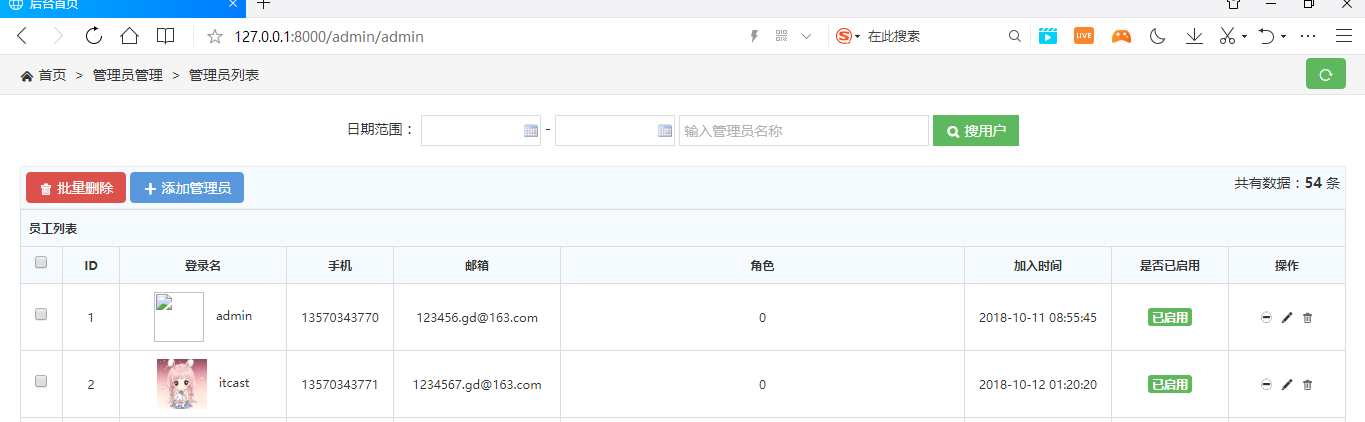 后台首页
127.0.0.1:8000/admin/admin
LIVE
在此搜索
首页 > 管理员管理 > 管理员列表
日期范围： - 输入管理员名称 搜用户
批量删除 添加管理员 共有数据：54 条
员工列表
ID 登录名 手机 邮箱 角色 加入时间 是否已启用 操作
1 admin 13570343770 123456.gd@163.com 0 2018-10-11 08:55:45 已启用
2 itcast 13570343771 1234567.gd@163.com 0 2018-10-12 01:20:20 已启用